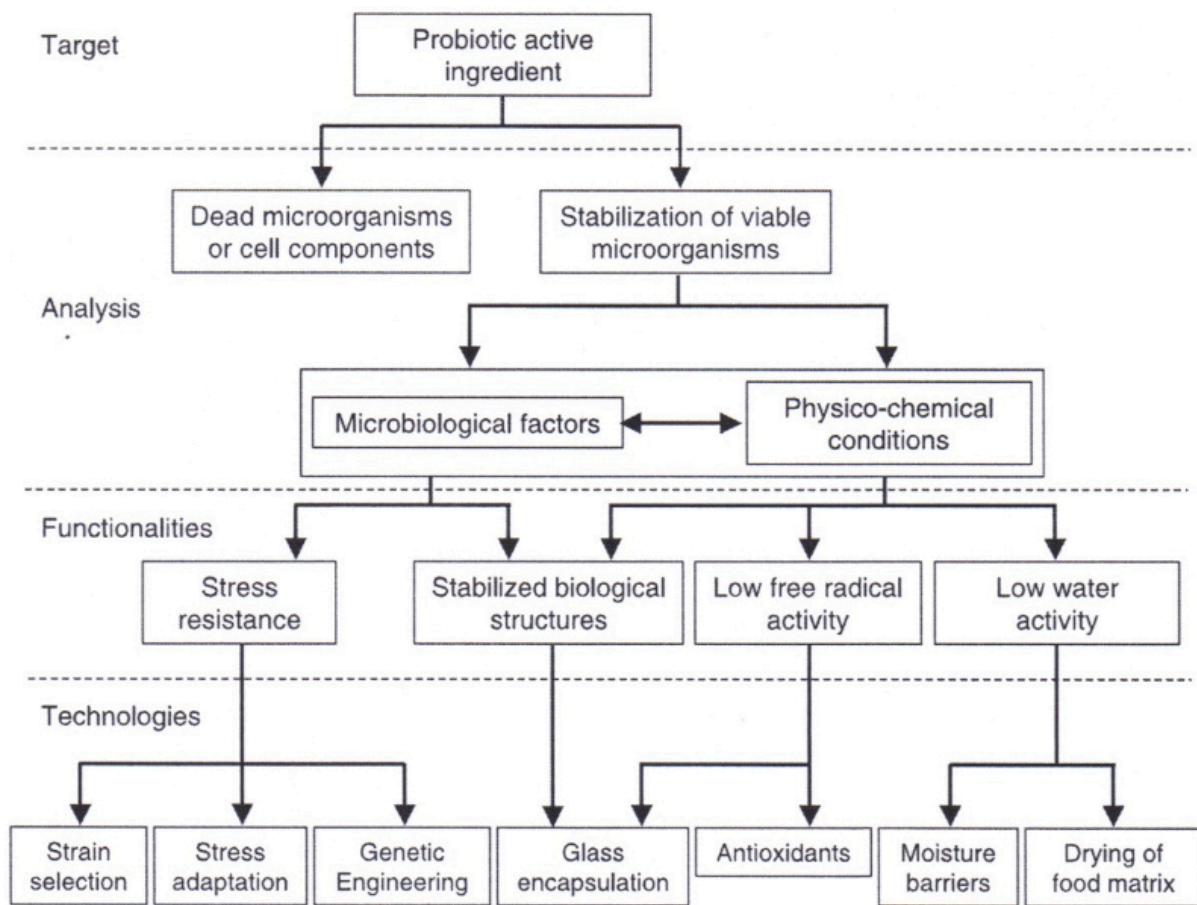 Target
Probiotic active
ingredient
Dead microorganisms
or cell components
Stabilization of viable
microorganisms
Analysis
Microbiological factors
Physico-chemical
conditions
Functionalities
Stress
resistance
Stabilized biological
structures
Low free radical
activity
Low water
activity
Technologies
Strain
selection
Stress
adaptation
Genetic
Engineering
Glass
encapsulation
Antioxidants
Moisture
barriers
Drying of
food matrix